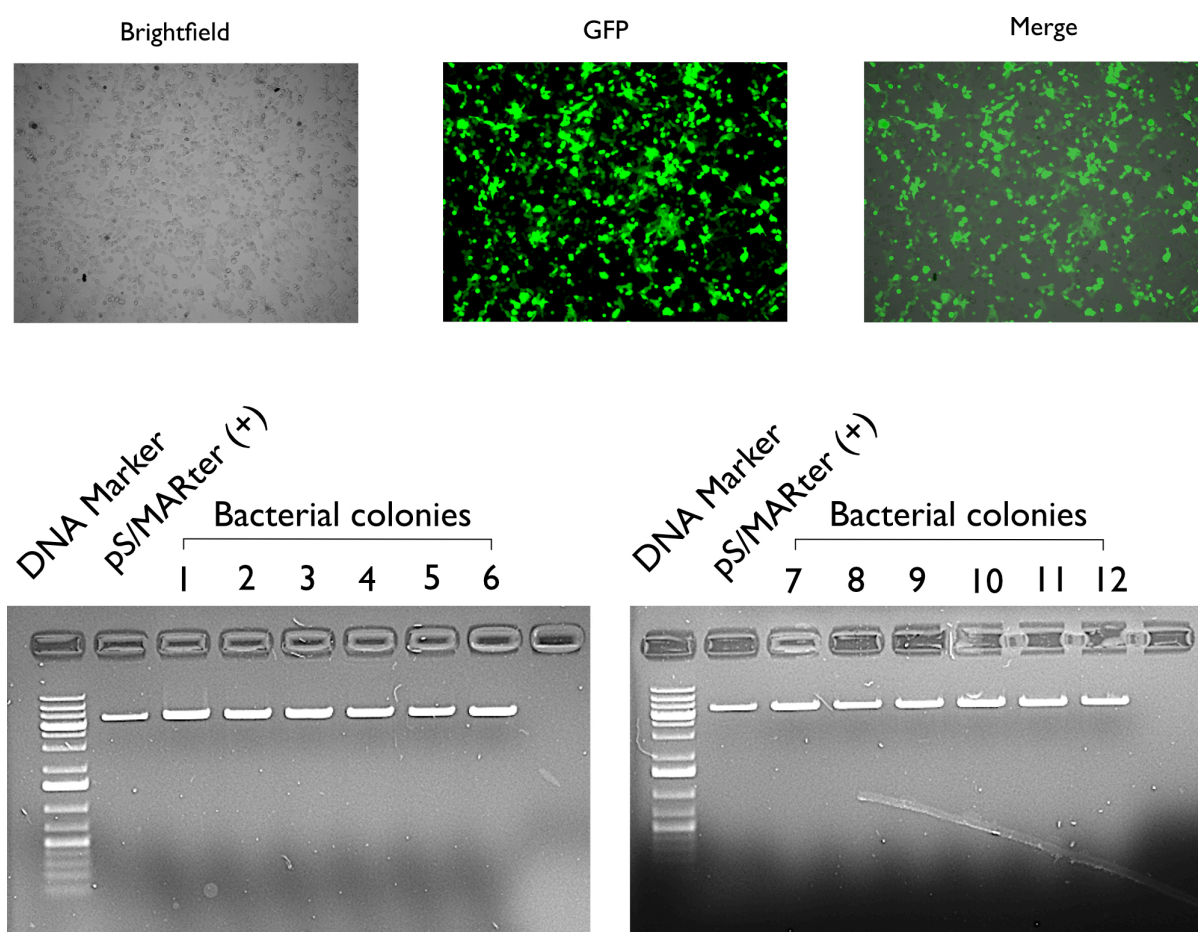 Brightfield
GFP
Merge
DNA Marker
pS/MARter (+)
Bacterial colonies
1 2 3 4 5 6
DNA Marker
pS/MARter (+)
Bacterial colonies
7 8 9 10 11 12